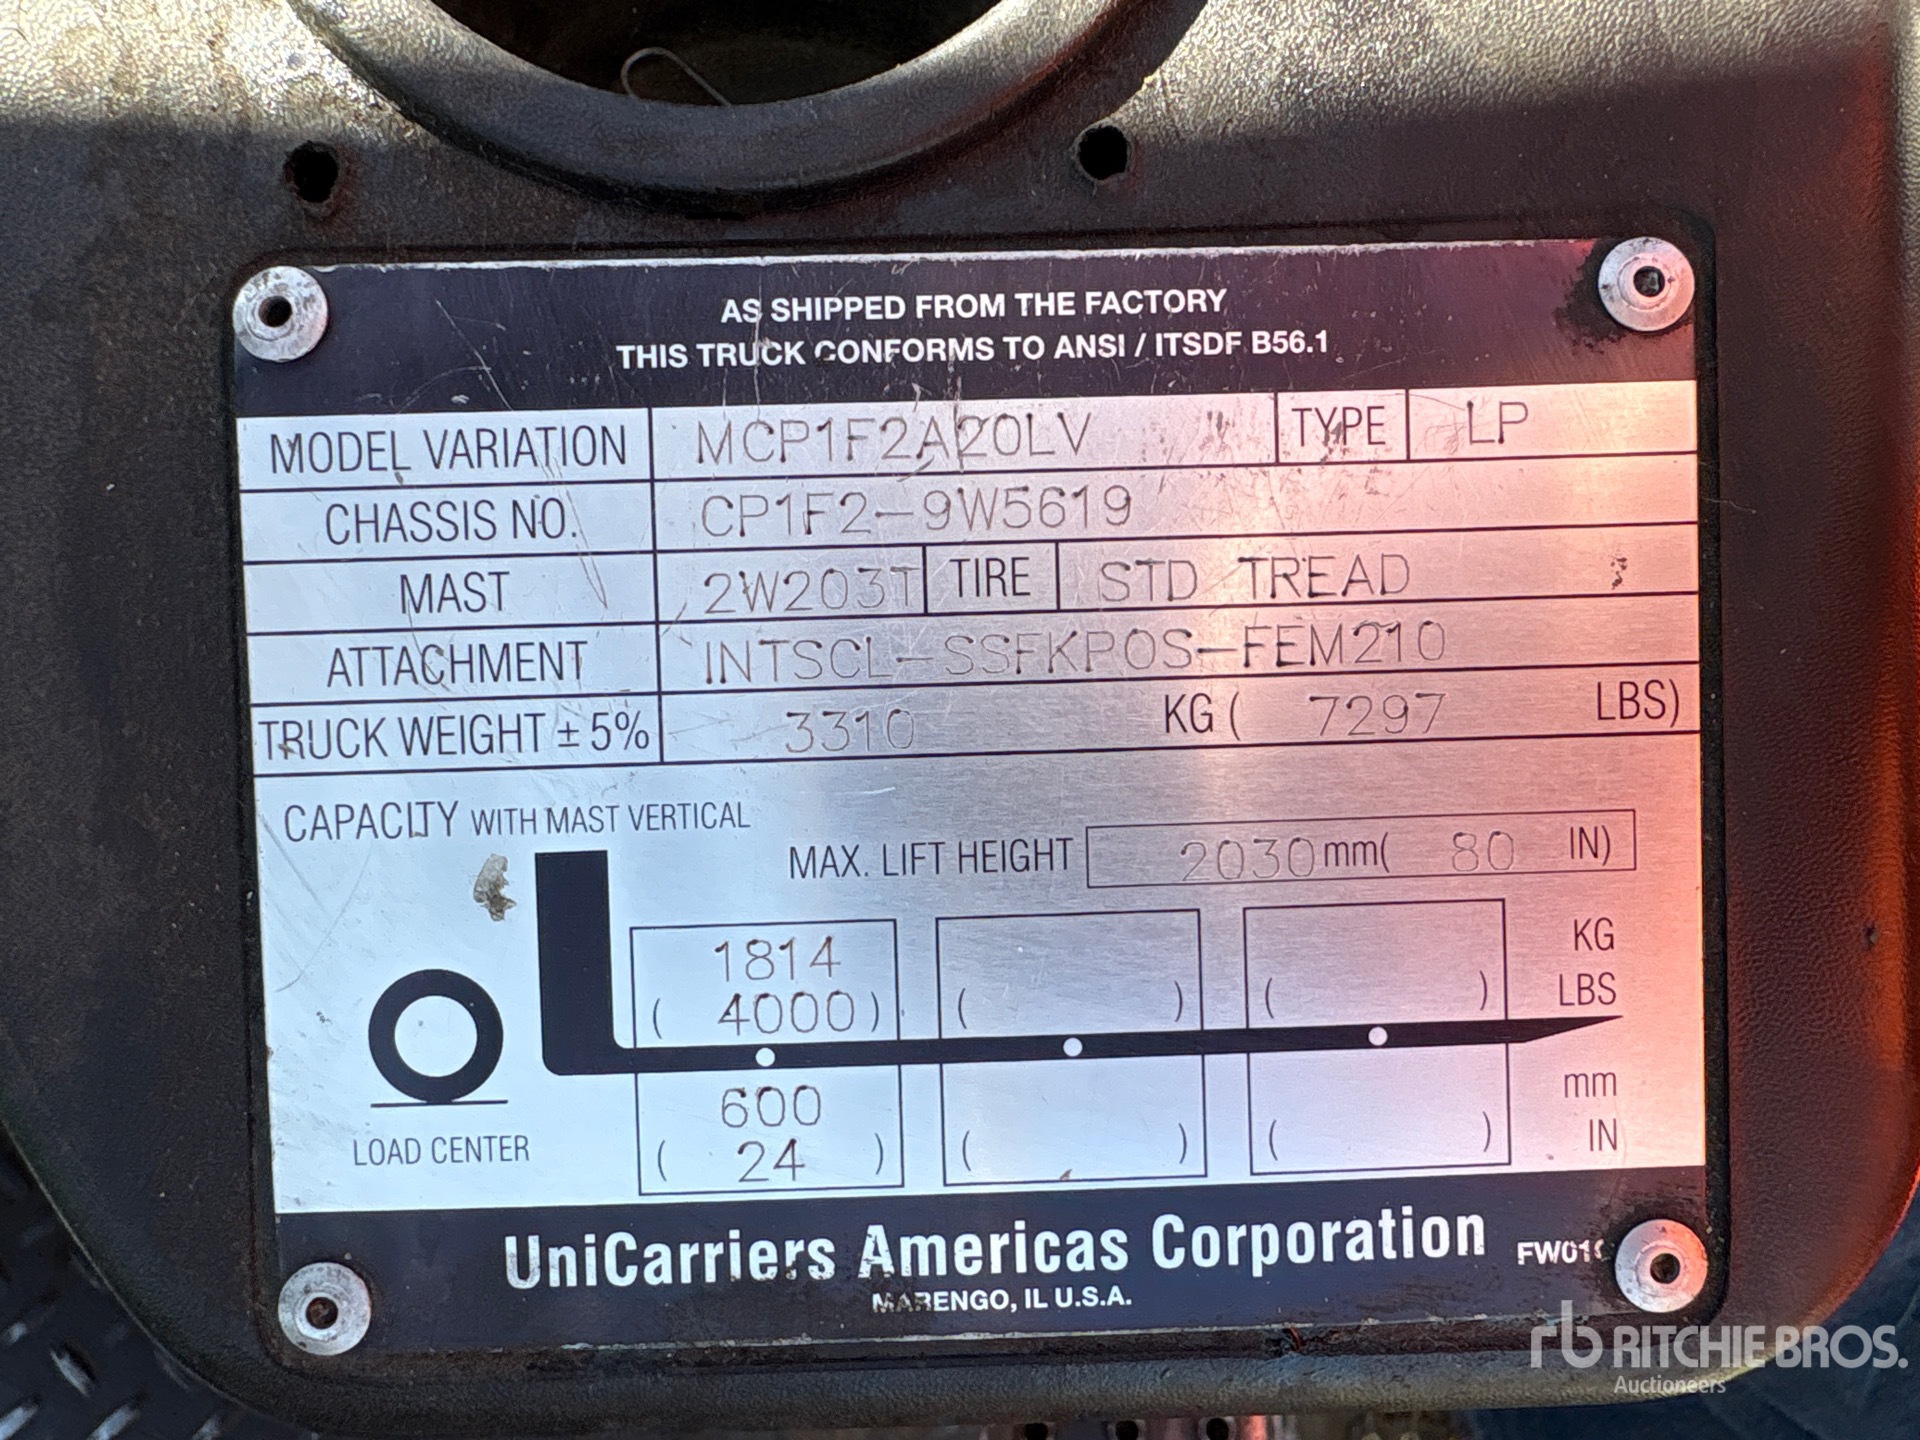 AS SHIPPED FROM THE FACTORY
THIS TRUCK CONFORMS TO ANSI / ITSDF B56.1
MODEL VARIATION MCP1F2A20LV TYPE LP
CHASSIS NO. CP1F2-9W5619
MAST 2W203T TIRE STD TREAD
ATTACHMENT INTSCL-SSFKPOS-FEM210
TRUCK WEIGHT ± 5% 3310 KG ( 7297 LBS)
CAPACITY WITH MAST VERTICAL
MAX. LIFT HEIGHT 2030 mm( 80 IN)
1814 KG
( 4000 ) ( ) ( ) LBS
600 mm
( 24 ) ( ) ( ) IN
LOAD CENTER
UniCarriers Americas Corporation
MARENGO, IL U.S.A.
rb RITCHIE BROS.
Auctioneers